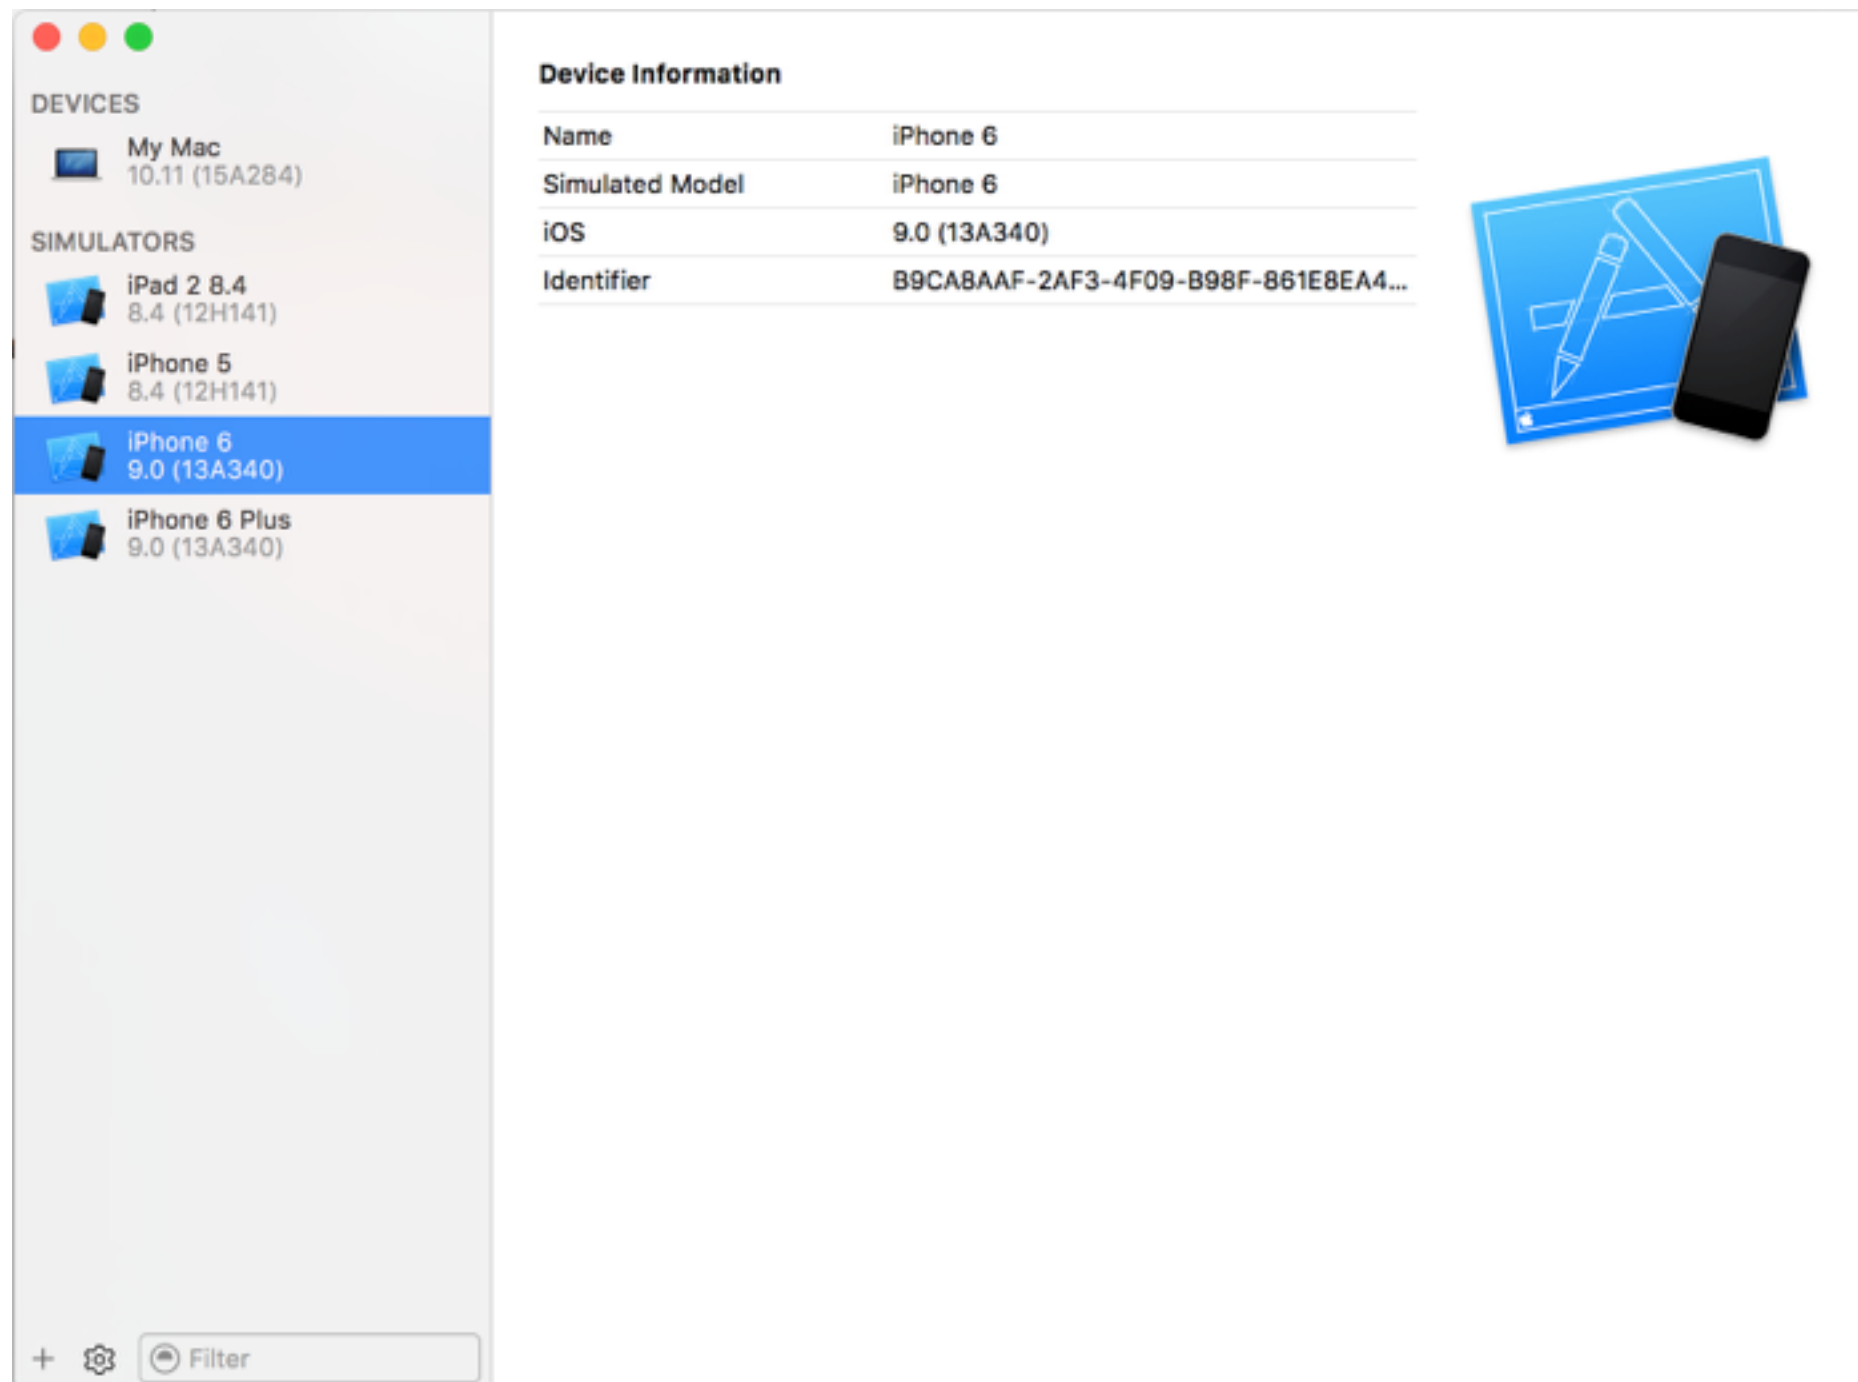 DEVICES
My Mac
10.11 (15A284)
SIMULATORS
iPad 2 8.4
8.4 (12H141)
iPhone 5
8.4 (12H141)
iPhone 6
9.0 (13A340)
iPhone 6 Plus
9.0 (13A340)
Filter
Device Information
Name iPhone 6
Simulated Model iPhone 6
iOS 9.0 (13A340)
Identifier B9CA8AAF-2AF3-4F09-B98F-861E8EA4...